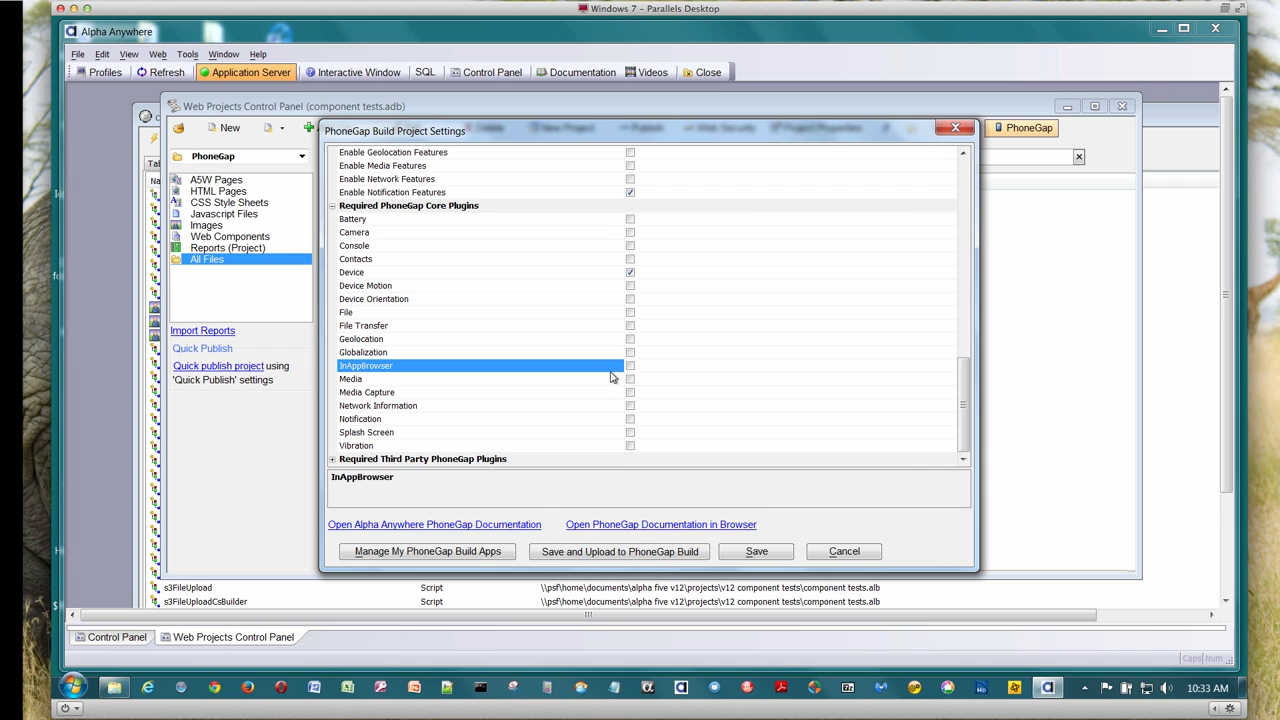 Windows 7 - Parallels Desktop
Alpha Anywhere
File Edit View Web Tools Window Help
Profiles Refresh Application Server Interactive Window SQL Control Panel Documentation Videos Close
Web Projects Control Panel (component tests.adb)
New
PhoneGap Build Project Settings
PhoneGap
PhoneGap
A5W Pages
HTML Pages
CSS Style Sheets
Javascript Files
Images
Web Components
Reports (Project)
All Files
Import Reports
Quick Publish
Quick publish project using
'Quick Publish' settings
Enable Geolocation Features
Enable Media Features
Enable Network Features
Enable Notification Features
Required PhoneGap Core Plugins
Battery
Camera
Console
Contacts
Device
Device Motion
Device Orientation
File
File Transfer
Geolocation
Globalization
InAppBrowser
Media
Media Capture
Network Information
Notification
Splash Screen
Vibration
Required Third Party PhoneGap Plugins
InAppBrowser
Open Alpha Anywhere PhoneGap Documentation Open PhoneGap Documentation in Browser
Manage My PhoneGap Build Apps Save and Upload to PhoneGap Build Save Cancel
s3FileUpload Script \\psf\home\documents\alpha five v12\projects\v12 component tests\component tests.alb
s3FileUploadCsBuilder Script \\psf\home\documents\alpha five v12\projects\v12 component tests\component tests.alb
Control Panel Web Projects Control Panel
Caps Num
10:33 AM